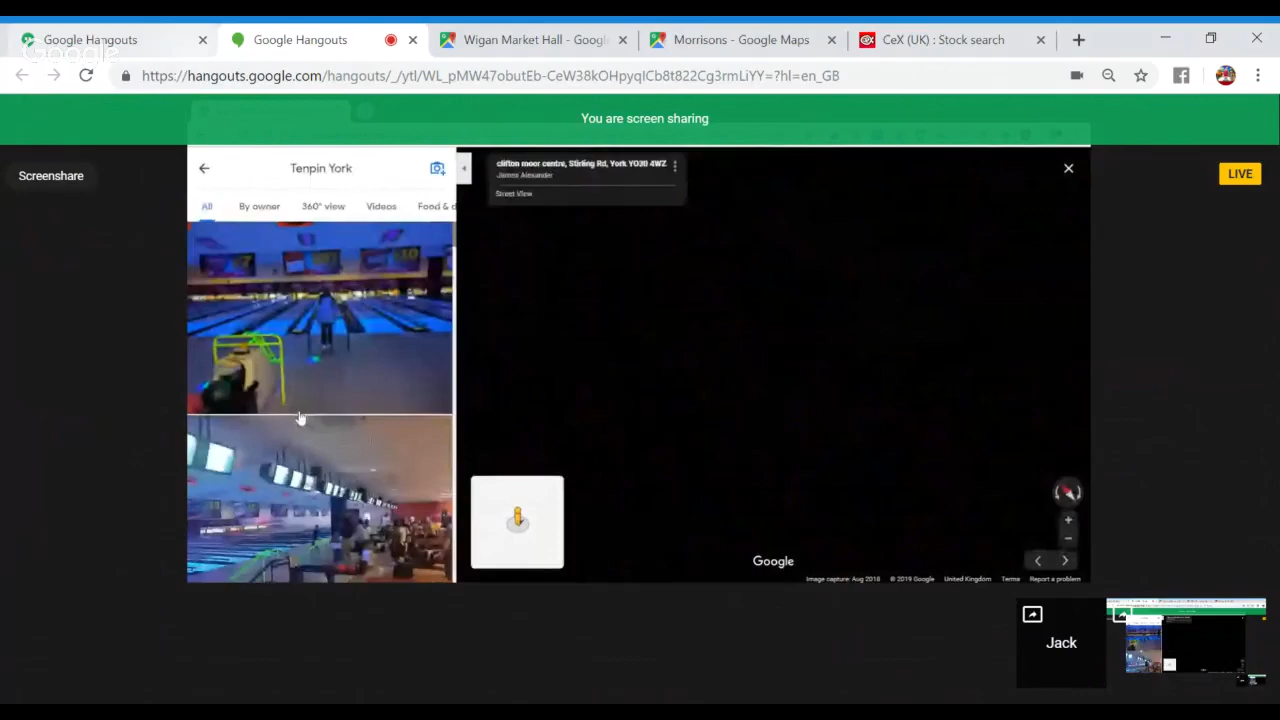 Google Hangouts
Google Hangouts
Wigan Market Hall - Googl
Morrisons - Google Maps
CeX (UK) : Stock search
Google
https://hangouts.google.com/hangouts/_/ytl/WL_pMW47obutEb-CeW38kOHpyqICb8t822Cg3rmLiYY=?hl=en_GB
You are screen sharing
Screenshare
LIVE
Tenpin York
All
By owner
360° view
Videos
Food & d
clifton moor centre, Stirling Rd, York YO30 4WZ
James Alexander
Street View
Google
Image capture: Aug 2018
© 2019 Google
United Kingdom
Terms
Report a problem
Jack